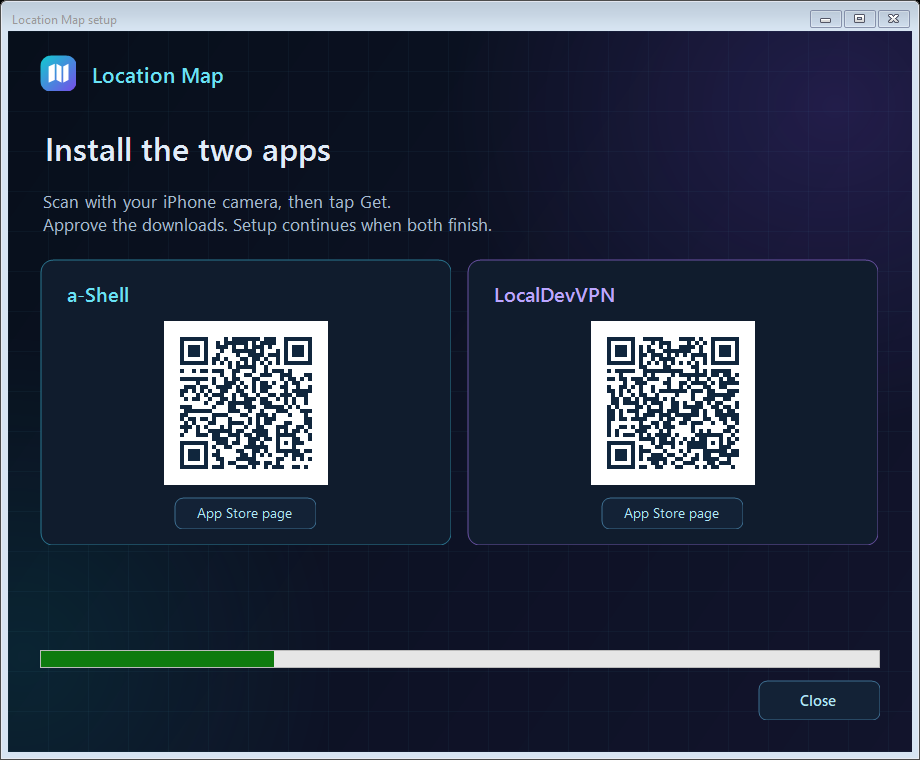 Location Map setup
Location Map
Install the two apps
Scan with your iPhone camera, then tap Get.
Approve the downloads. Setup continues when both finish.
a-Shell
LocalDevVPN
App Store page
App Store page
Close